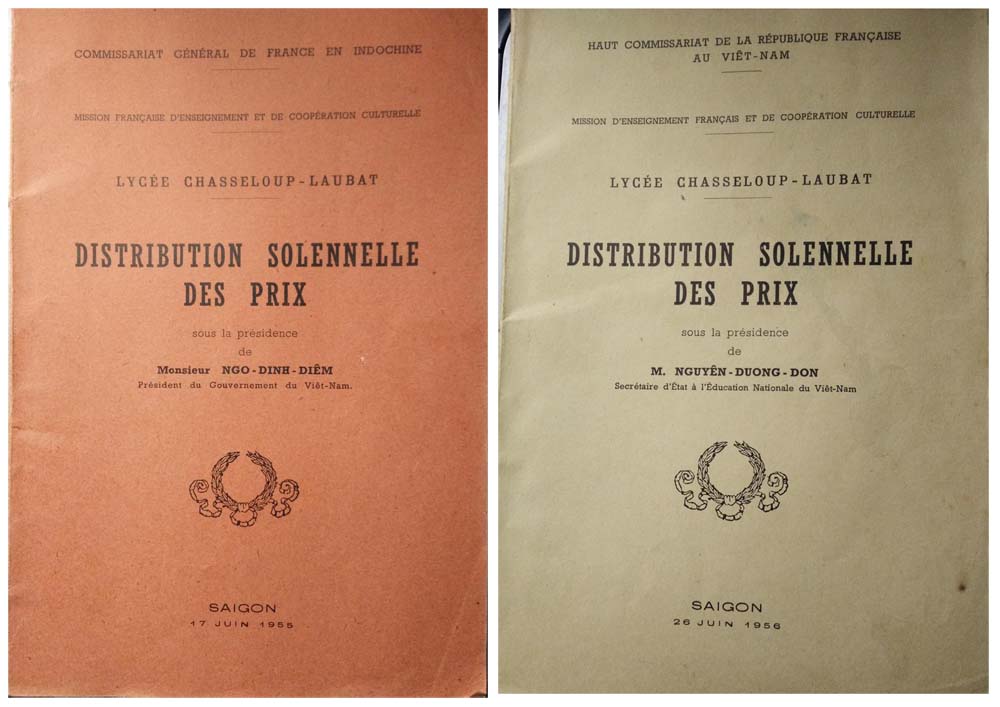 COMMISSARIAT GÉNÉRAL DE FRANCE EN INDOCHINE
MISSION FRANÇAISE D'ENSEIGNEMENT ET DE COOPÉRATION CULTURELLE
LYCÉE CHASSELOUP-LAUBAT
DISTRIBUTION SOLENNELLE
DES PRIX
sous la présidence
de
Monsieur NGO-DINH-DIÊM
Président du Gouvernement du Viêt-Nam.
SAIGON
17 JUIN 1955
HAUT COMMISSARIAT DE LA RÉPUBLIQUE FRANÇAISE
AU VIÊT-NAM
MISSION D'ENSEIGNEMENT FRANÇAIS ET DE COOPÉRATION CULTURELLE
LYCÉE CHASSELOUP-LAUBAT
DISTRIBUTION SOLENNELLE
DES PRIX
sous la présidence
de
M. NGUYÊN-DUONG-DON
Secrétaire d'État à l'Éducation Nationale du Viêt-Nam
SAIGON
26 JUIN 1956